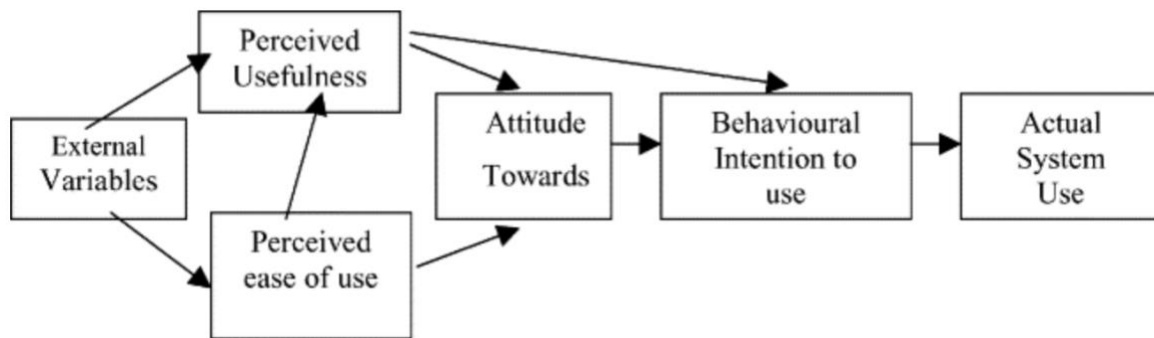 Perceived
Usefulness
External
Variables
Perceived
ease of use
Attitude
Towards
Behavioural
Intention to
use
Actual
System
Use